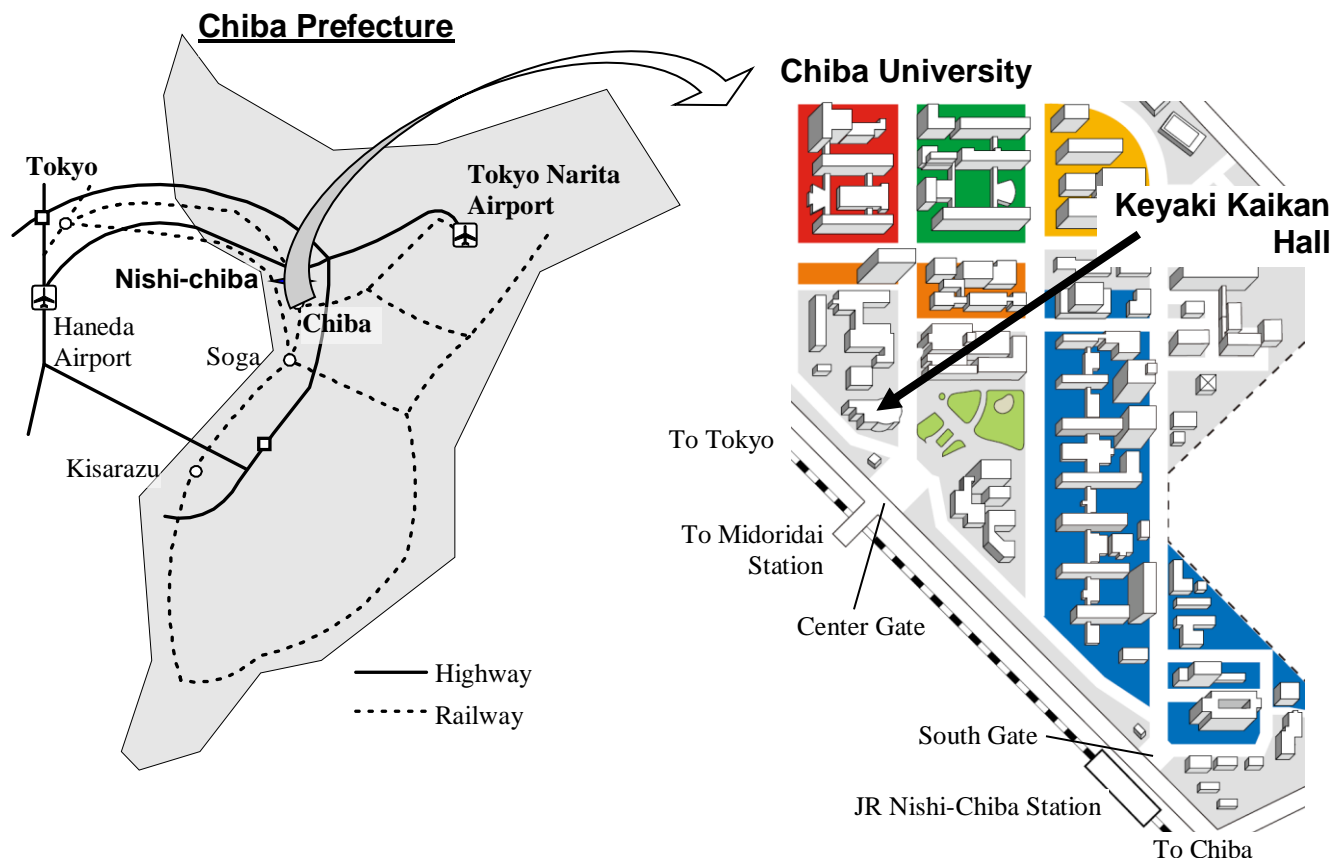 Chiba Prefecture
Tokyo
Tokyo Narita
Airport
Nishi-chiba
Haneda
Airport
Chiba
Soga
Kisarazu
Highway
Railway
Chiba University
Keyaki Kaikan
Hall
To Tokyo
To Midoridai
Station
Center Gate
South Gate
JR Nishi-Chiba Station
To Chiba